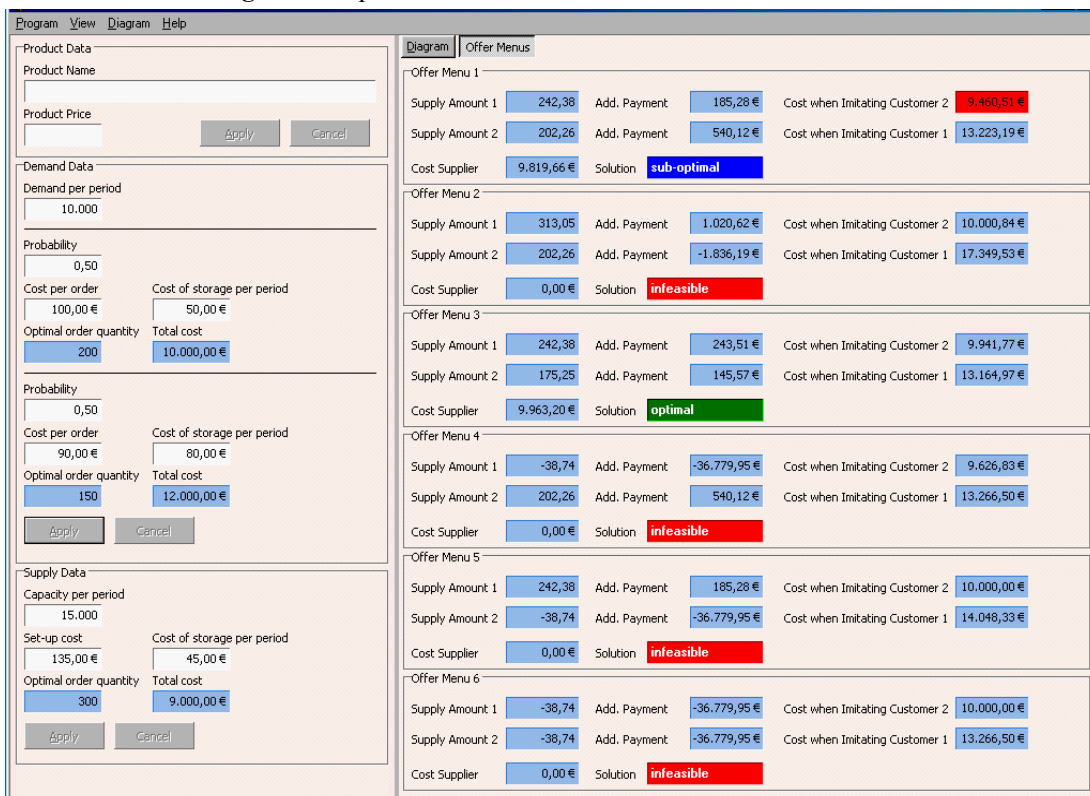 Program View Diagram Help
Product Data
Product Name
Product Price
Apply Cancel
Demand Data
Demand per period
10.000
Probability
0,50
Cost per order Cost of storage per period
100,00 € 50,00 €
Optimal order quantity Total cost
200 10.000,00 €
Probability
0,50
Cost per order Cost of storage per period
90,00 € 80,00 €
Optimal order quantity Total cost
150 12.000,00 €
Apply Cancel
Supply Data
Capacity per period
15.000
Set-up cost Cost of storage per period
135,00 € 45,00 €
Optimal order quantity Total cost
300 9.000,00 €
Apply Cancel
Diagram Offer Menus
Offer Menu 1
Supply Amount 1 242,38 Add. Payment 185,28 € Cost when Imitating Customer 2 9.460,51 €
Supply Amount 2 202,26 Add. Payment 540,12 € Cost when Imitating Customer 1 13.223,19 €
Cost Supplier 9.819,66 € Solution sub-optimal
Offer Menu 2
Supply Amount 1 313,05 Add. Payment 1.020,62 € Cost when Imitating Customer 2 10.000,84 €
Supply Amount 2 202,26 Add. Payment -1.836,19 € Cost when Imitating Customer 1 17.349,53 €
Cost Supplier 0,00 € Solution infeasible
Offer Menu 3
Supply Amount 1 242,38 Add. Payment 243,51 € Cost when Imitating Customer 2 9.941,77 €
Supply Amount 2 175,25 Add. Payment 145,57 € Cost when Imitating Customer 1 13.164,97 €
Cost Supplier 9.963,20 € Solution optimal
Offer Menu 4
Supply Amount 1 -38,74 Add. Payment -36.779,95 € Cost when Imitating Customer 2 9.626,83 €
Supply Amount 2 202,26 Add. Payment 540,12 € Cost when Imitating Customer 1 13.266,50 €
Cost Supplier 0,00 € Solution infeasible
Offer Menu 5
Supply Amount 1 242,38 Add. Payment 185,28 € Cost when Imitating Customer 2 10.000,00 €
Supply Amount 2 -38,74 Add. Payment -36.779,95 € Cost when Imitating Customer 1 14.048,33 €
Cost Supplier 0,00 € Solution infeasible
Offer Menu 6
Supply Amount 1 -38,74 Add. Payment -36.779,95 € Cost when Imitating Customer 2 10.000,00 €
Supply Amount 2 -38,74 Add. Payment -36.779,95 € Cost when Imitating Customer 1 13.266,50 €
Cost Supplier 0,00 € Solution infeasible